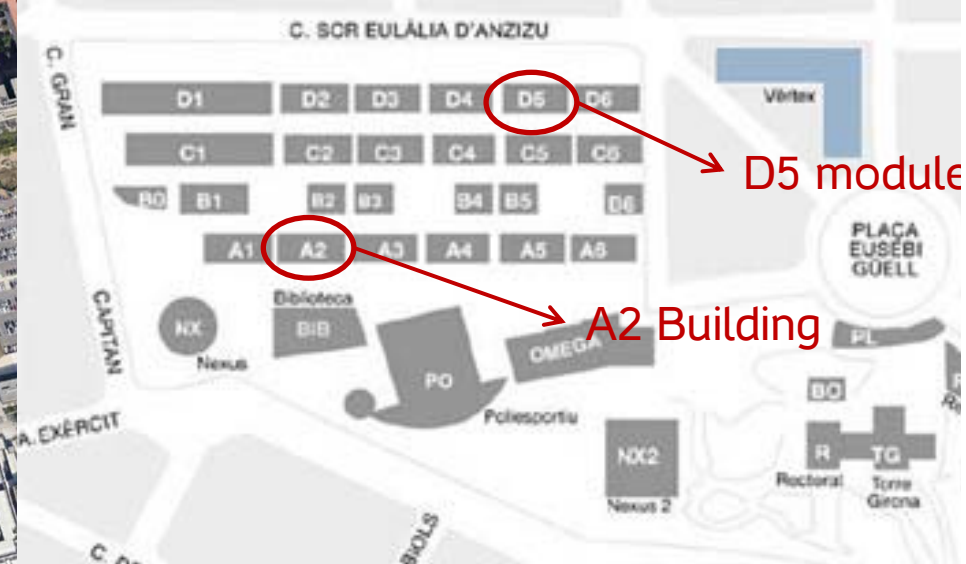 C. SOR EULÀLIA D'ANZIZU
C. GRAN
CAPITAN
D1 D2 D3 D4 D5 D6
Vèrtex
C1 C2 C3 C4 C5 C6
D5 module
B0 B1 B2 B3 B4 B5 D6
PLAÇA
EUSEBI
GÜELL
A1 A2 A3 A4 A5 A6
Biblioteca
BIB
NX
Nexus
A2 Building
OMEGA
PL
PO
Poliesportiu
BO
NX2
Nexus 2
R
Rectorat
TG
Torre
Girona
A. EXÈRCIT